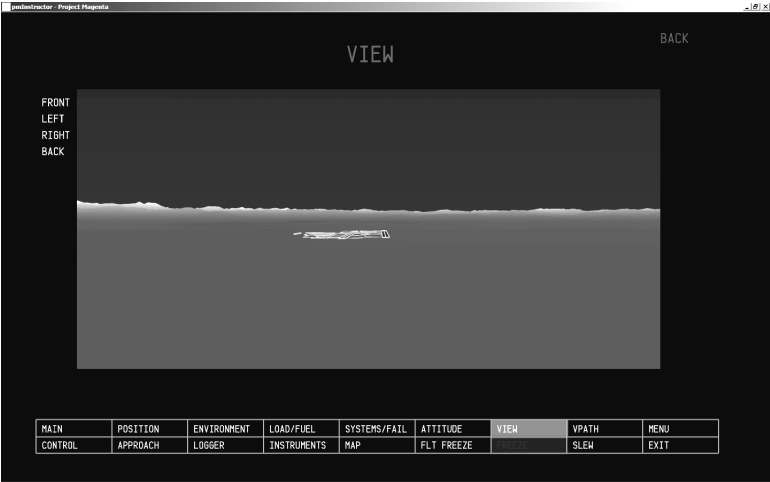 pmInstructor - Project Magenta
BACK
VIEW
FRONT
LEFT
RIGHT
BACK
MAIN POSITION ENVIRONMENT LOAD/FUEL SYSTEMS/FAIL ATTITUDE VIEW VPATH MENU
CONTROL APPROACH LOGGER INSTRUMENTS MAP FLT FREEZE FREEZE SLEW EXIT